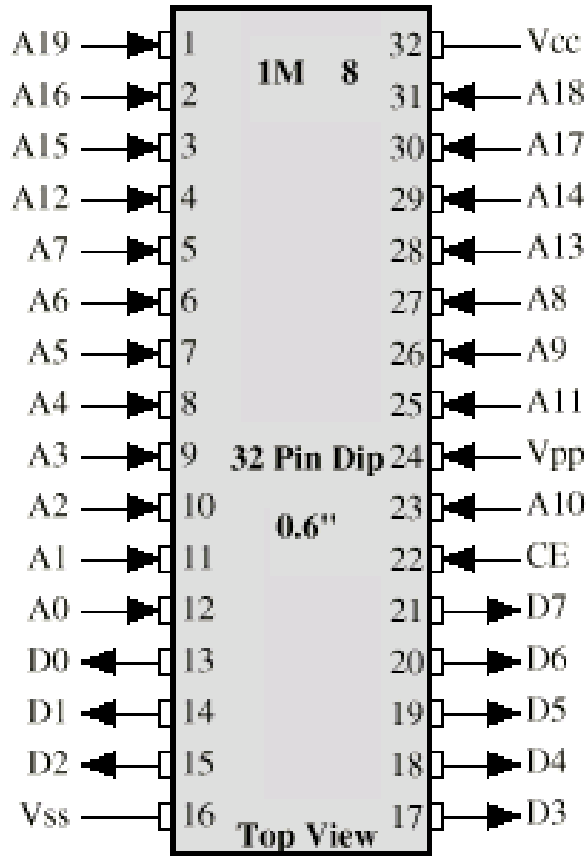 A19 1 32 Vcc
1M 8
A16 2 31 A18
A15 3 30 A17
A12 4 29 A14
A7 5 28 A13
A6 6 27 A8
A5 7 26 A9
A4 8 25 A11
A3 9 32 Pin Dip 24 Vpp
A2 10 23 A10
0.6"
A1 11 22 CE
A0 12 21 D7
D0 13 20 D6
D1 14 19 D5
D2 15 18 D4
Vss 16 17 D3
Top View